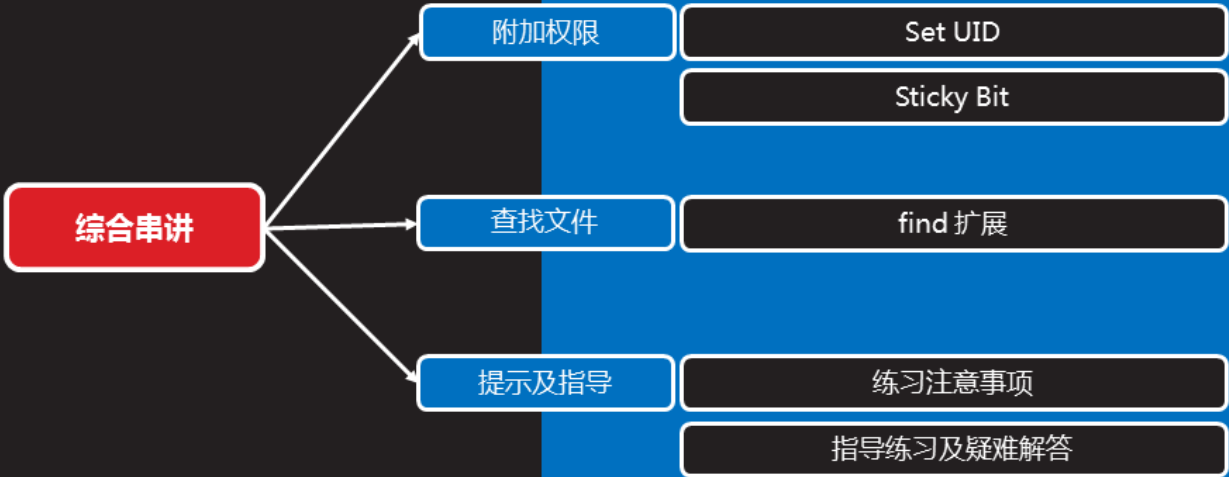 附加权限
Set UID
Sticky Bit
综合串讲
查找文件
find 扩展
提示及指导
练习注意事项
指导练习及疑难解答